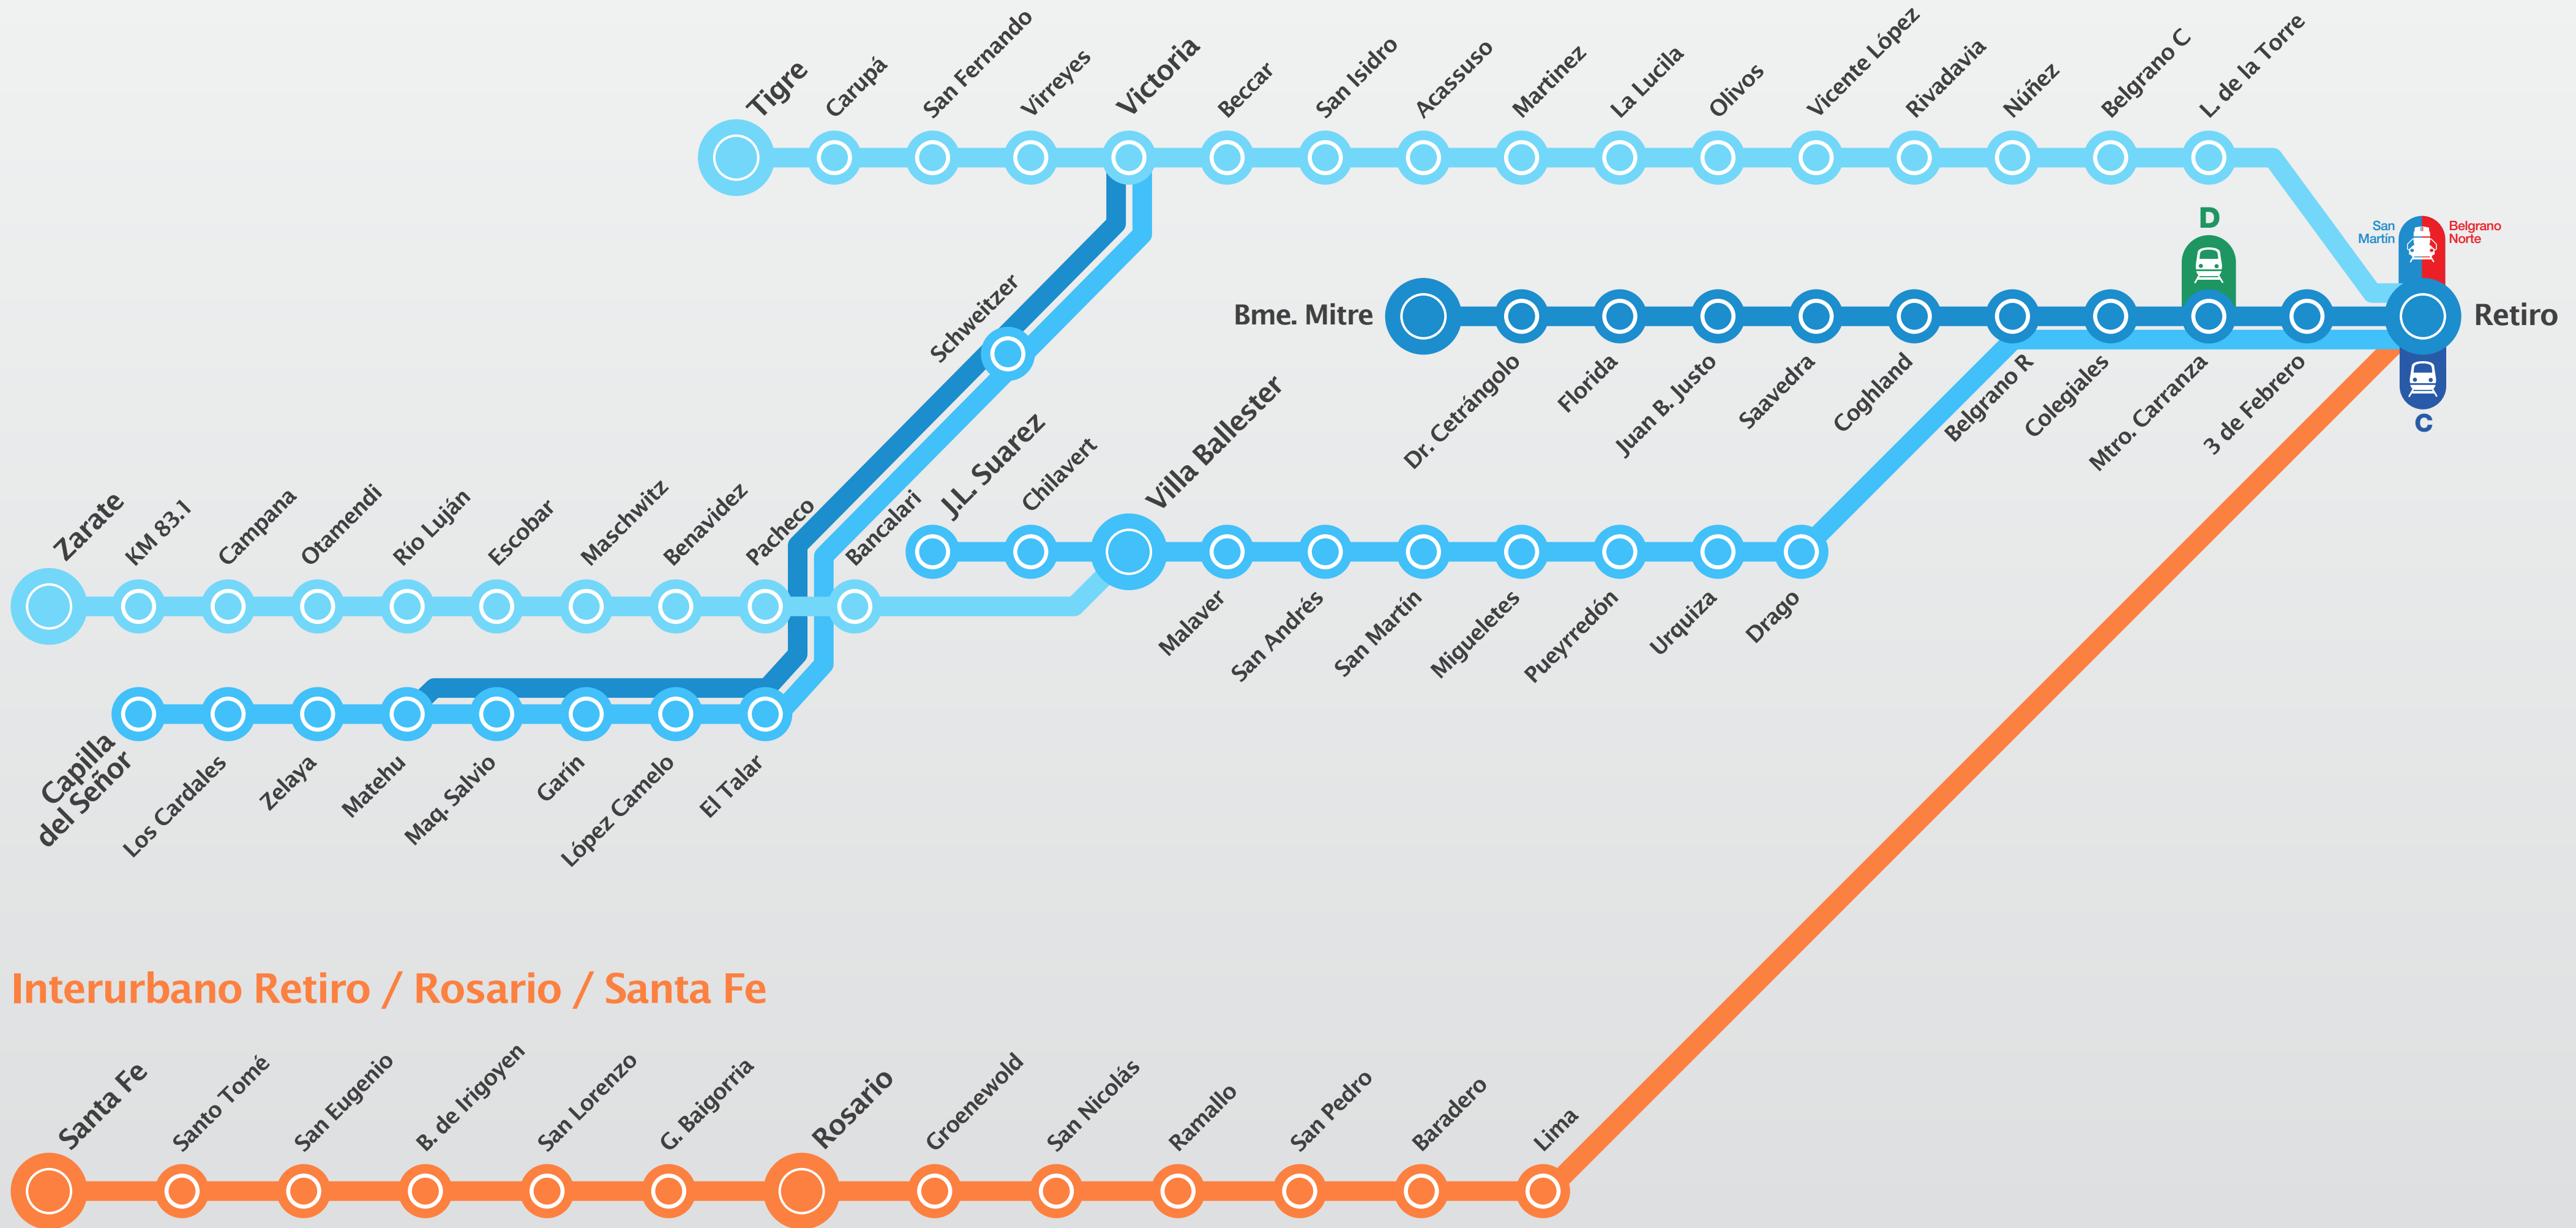 Tigre
Carupá
San Fernando
Virreyes
Victoria
Beccar
San Isidro
Acassuso
Martinez
La Lucila
Olivos
Vicente López
Rivadavia
Núñez
Belgrano C
L. de la Torre
D
San
Martín
Belgrano
Norte
Bme. Mitre
Retiro
Dr. Cetrángolo
Florida
Juan B. Justo
Saavedra
Coghland
Belgrano R
Colegiales
Mtro. Carranza
3 de Febrero
C
Schweitzer
J.L. Suarez
Chilavert
Villa Ballester
Malaver
San Andrés
San Martín
Migueletes
Pueyrredón
Urquiza
Drago
Zarate
KM 83.1
Campana
Otamendi
Río Luján
Escobar
Maschwitz
Benavidez
Pacheco
Bancalari
Capilla
del Señor
Los Cardales
Zelaya
Matehu
Maq. Salvio
Garín
López Camelo
El Talar
Interurbano Retiro / Rosario / Santa Fe
Santa Fe
Santo Tomé
San Eugenio
B. de Irigoyen
San Lorenzo
G. Baigorria
Rosario
Groenewold
San Nicolás
Ramallo
San Pedro
Baradero
Lima